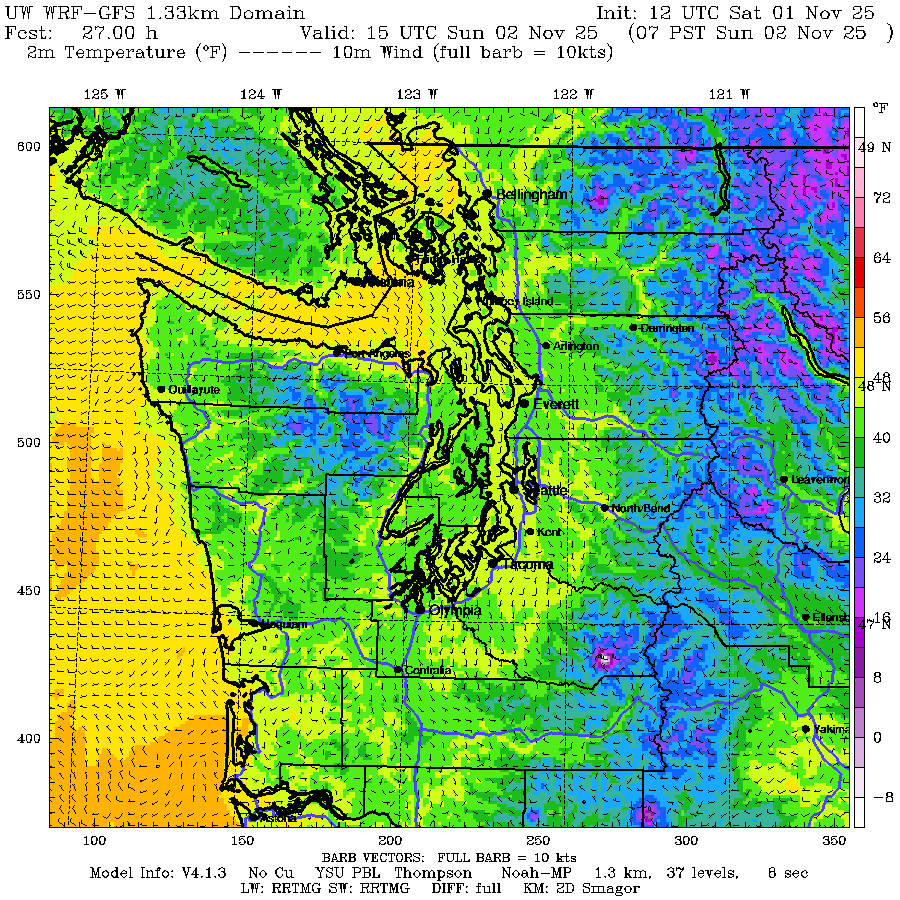 UW WRF-GFS 1.33km Domain Init: 12 UTC Sat 01 Nov 25
Fcst: 27.00 h Valid: 15 UTC Sun 02 Nov 25 (07 PST Sun 02 Nov 25 )
2m Temperature (°F) ------ 10m Wind (full barb = 10kts)
125 W 124 W 123 W 122 W 121 W °F
600 49 N
Bellingham
72
64
550
Whidbey Island
56
Darrington
Port Angeles Arlington
48
48 N
Quillayute
Everett
500 40
Leavenworth
Seattle 32
North Bend
Kent
24
Tacoma
450
Olympia Ellensb
16
Hoquiam 47 N
Centralia
8
400 Yakima
0
-8
Astoria
100 150 200 250 300 350
BARB VECTORS: FULL BARB = 10 kts
Model Info: V4.1.3 No Cu YSU PBL Thompson Noah-MP 1.3 km, 37 levels, 8 sec
LW: RRTMG SW: RRTMG DIFF: full KM: 2D Smagor